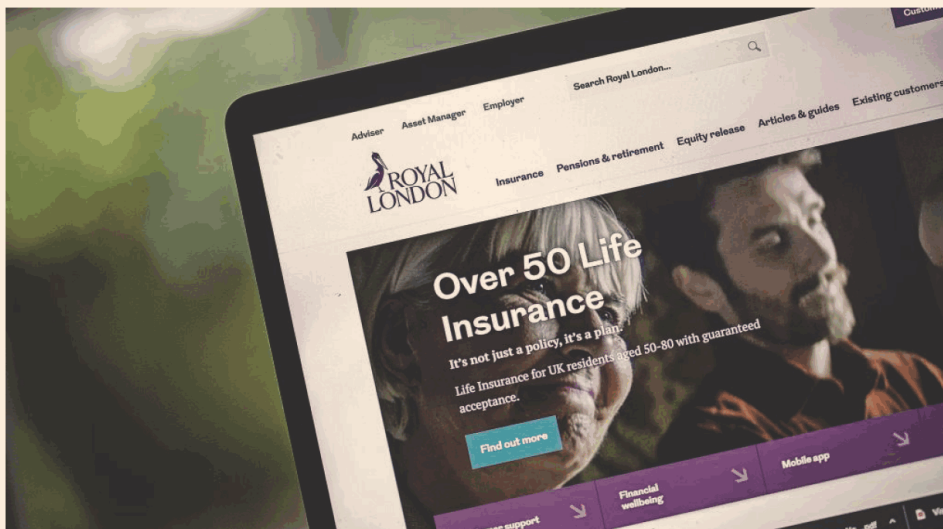 Search Royal London...
Adviser Asset Manager Employer
ROYAL
LONDON
Insurance Pensions & retirement Equity release Articles & guides Existing customers
Over 50 Life
Insurance
It's not just a policy, it's a plan.
Life Insurance for UK residents aged 50-80 with guaranteed
acceptance.
Find out more
support
Financial
wellbeing
Mobile app